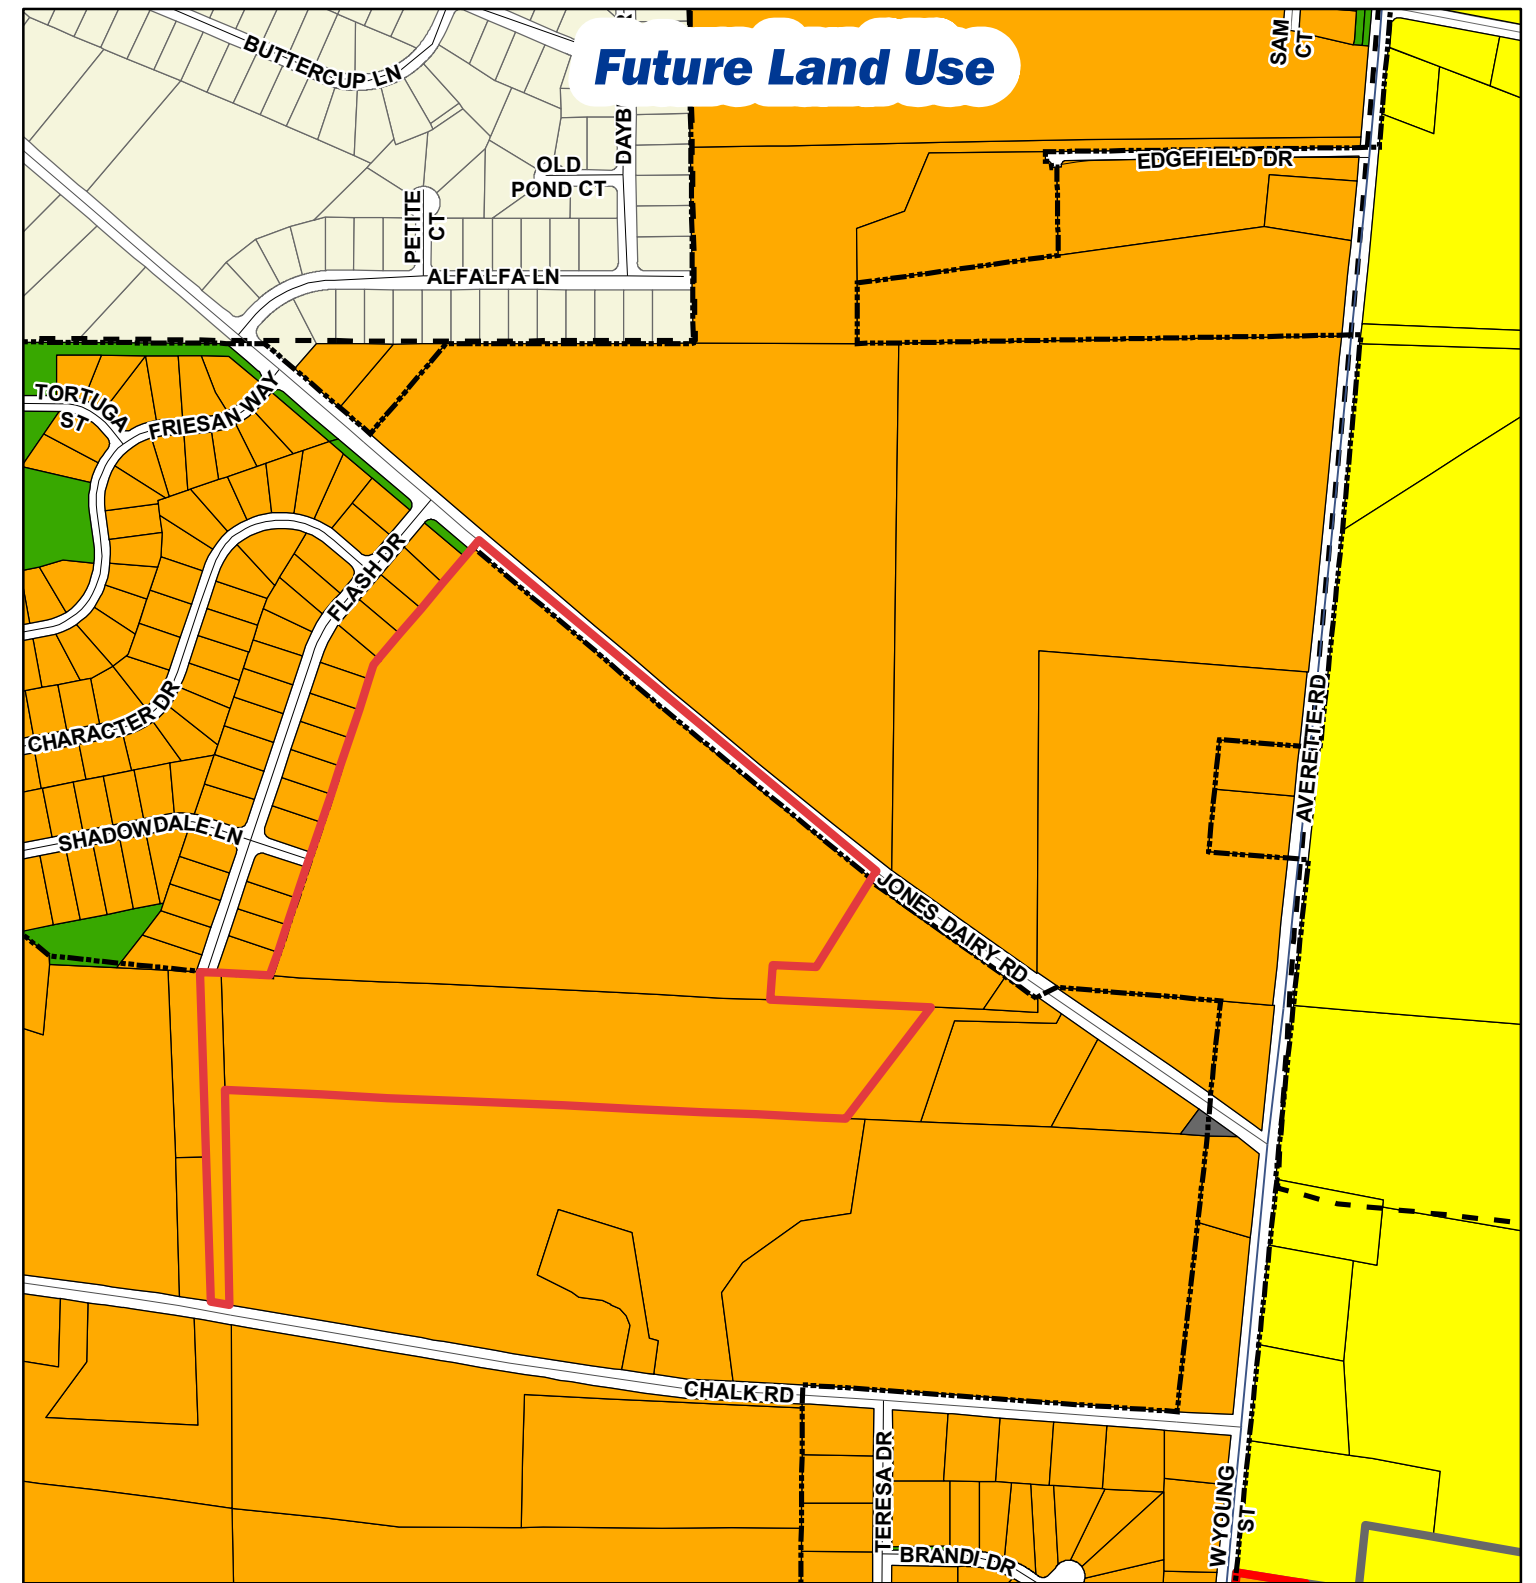 Future Land Use
BUTTERCUP LN
SAM
CT
OLD
POND CT
EDGEFIELD DR
PETITE
CT
ALFALFA LN
TORTUGA
ST
FRIESAN WAY
FLASH DR
CHARACTER DR
SHADOWDALE LN
AVERETTE RD
JONES DAIRY RD
CHALK RD
TERESA DR
W YOUNG
ST
BRANDI DR